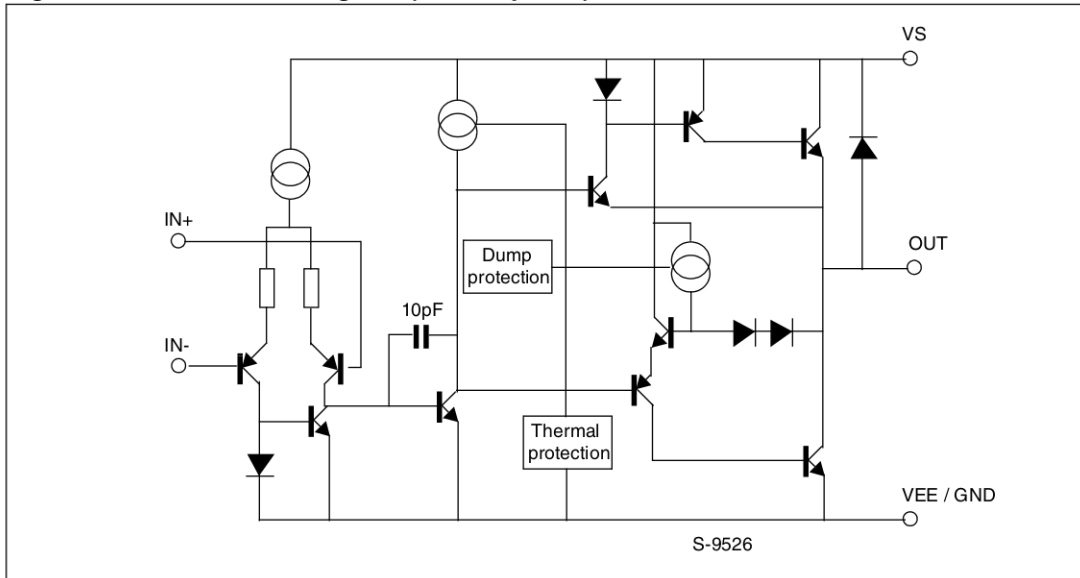 VS
IN+
OUT
Dump
protection
10pF
IN-
Thermal
protection
VEE / GND
S-9526